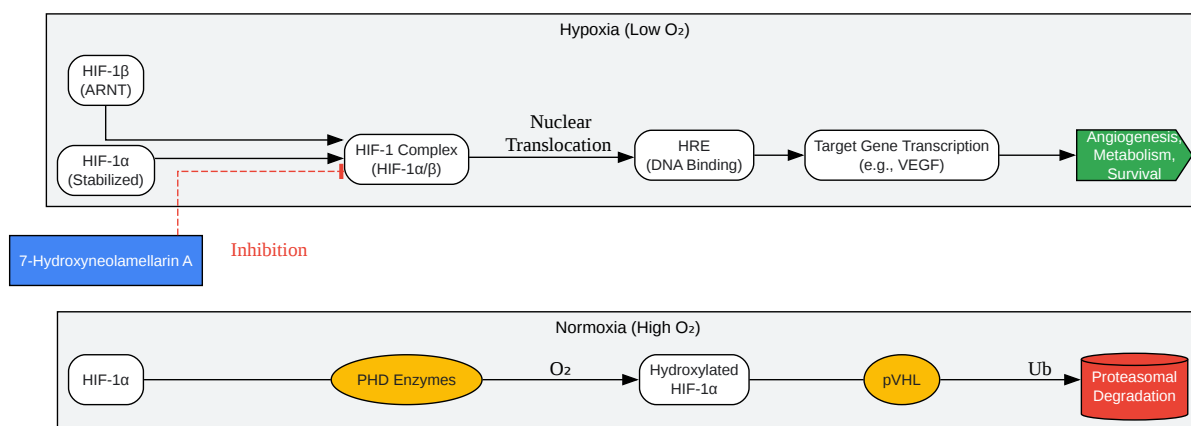 Hypoxia (Low O₂)
HIF-1β
(ARNT)
HIF-1α
(Stabilized)
HIF-1 Complex
(HIF-1α/β)
Nuclear
Translocation
HRE
(DNA Binding)
Target Gene Transcription
(e.g., VEGF)
Angiogenesis,
Metabolism,
Survival
7-Hydroxyneolamellarin A
Inhibition
Normoxia (High O₂)
HIF-1α
PHD Enzymes
O₂
Hydroxylated
HIF-1α
pVHL
Ub
Proteasomal
Degradation